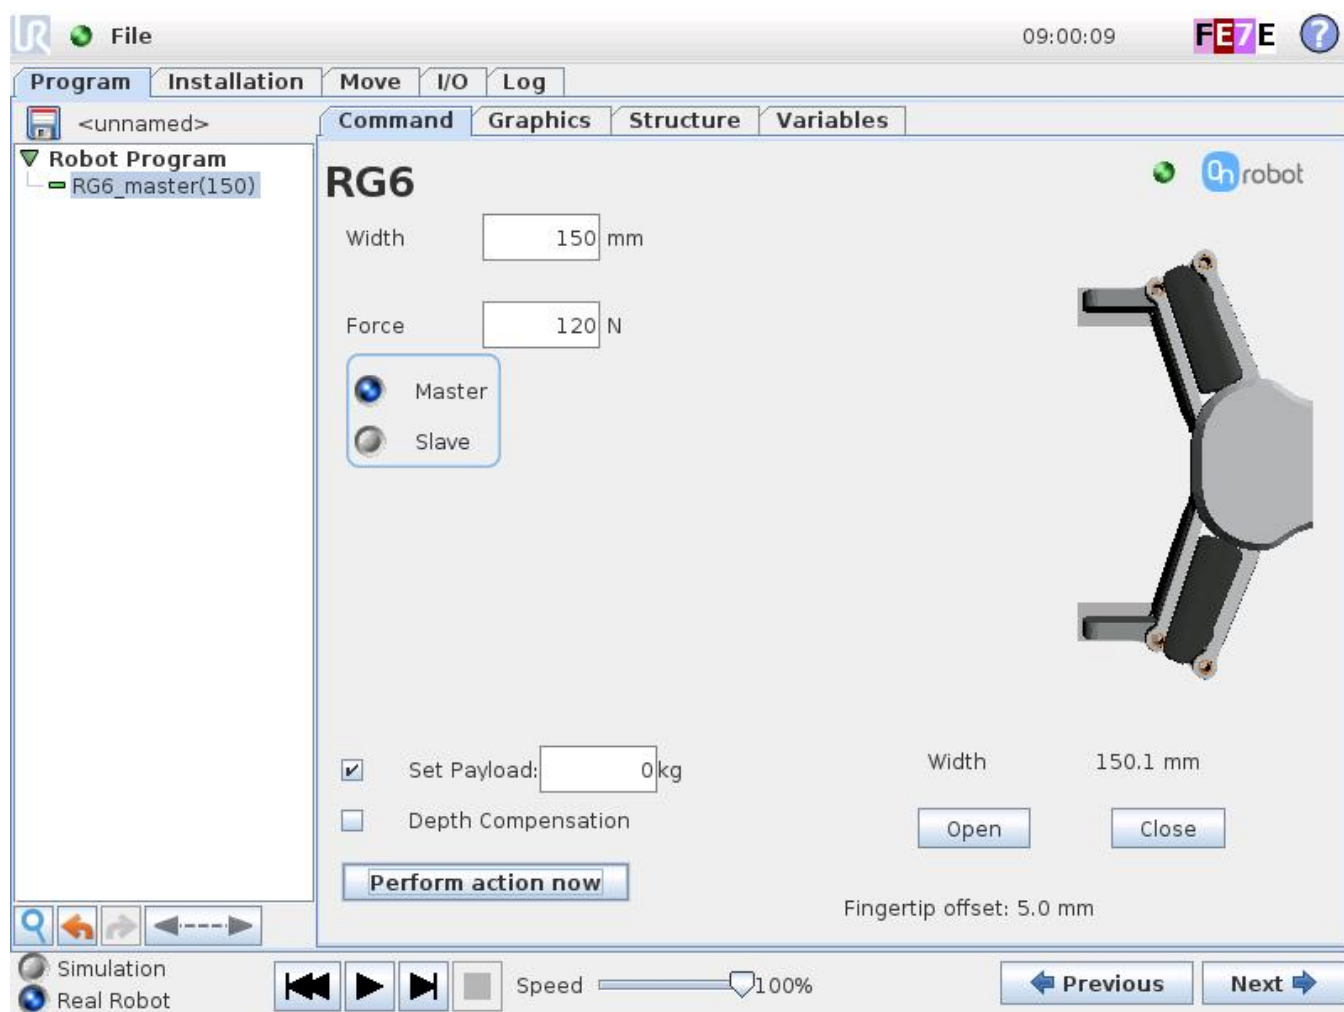 UR File 09:00:09 FE7E ?
Program Installation Move I/O Log
<unnamed> Command Graphics Structure Variables
Robot Program
RG6_master(150)
RG6 On robot
Width 150 mm
Force 120 N
Master
Slave
Set Payload: 0 kg
Width 150.1 mm
Depth Compensation
Open Close
Perform action now
Fingertip offset: 5.0 mm
Simulation
Real Robot
Speed 100%
Previous Next